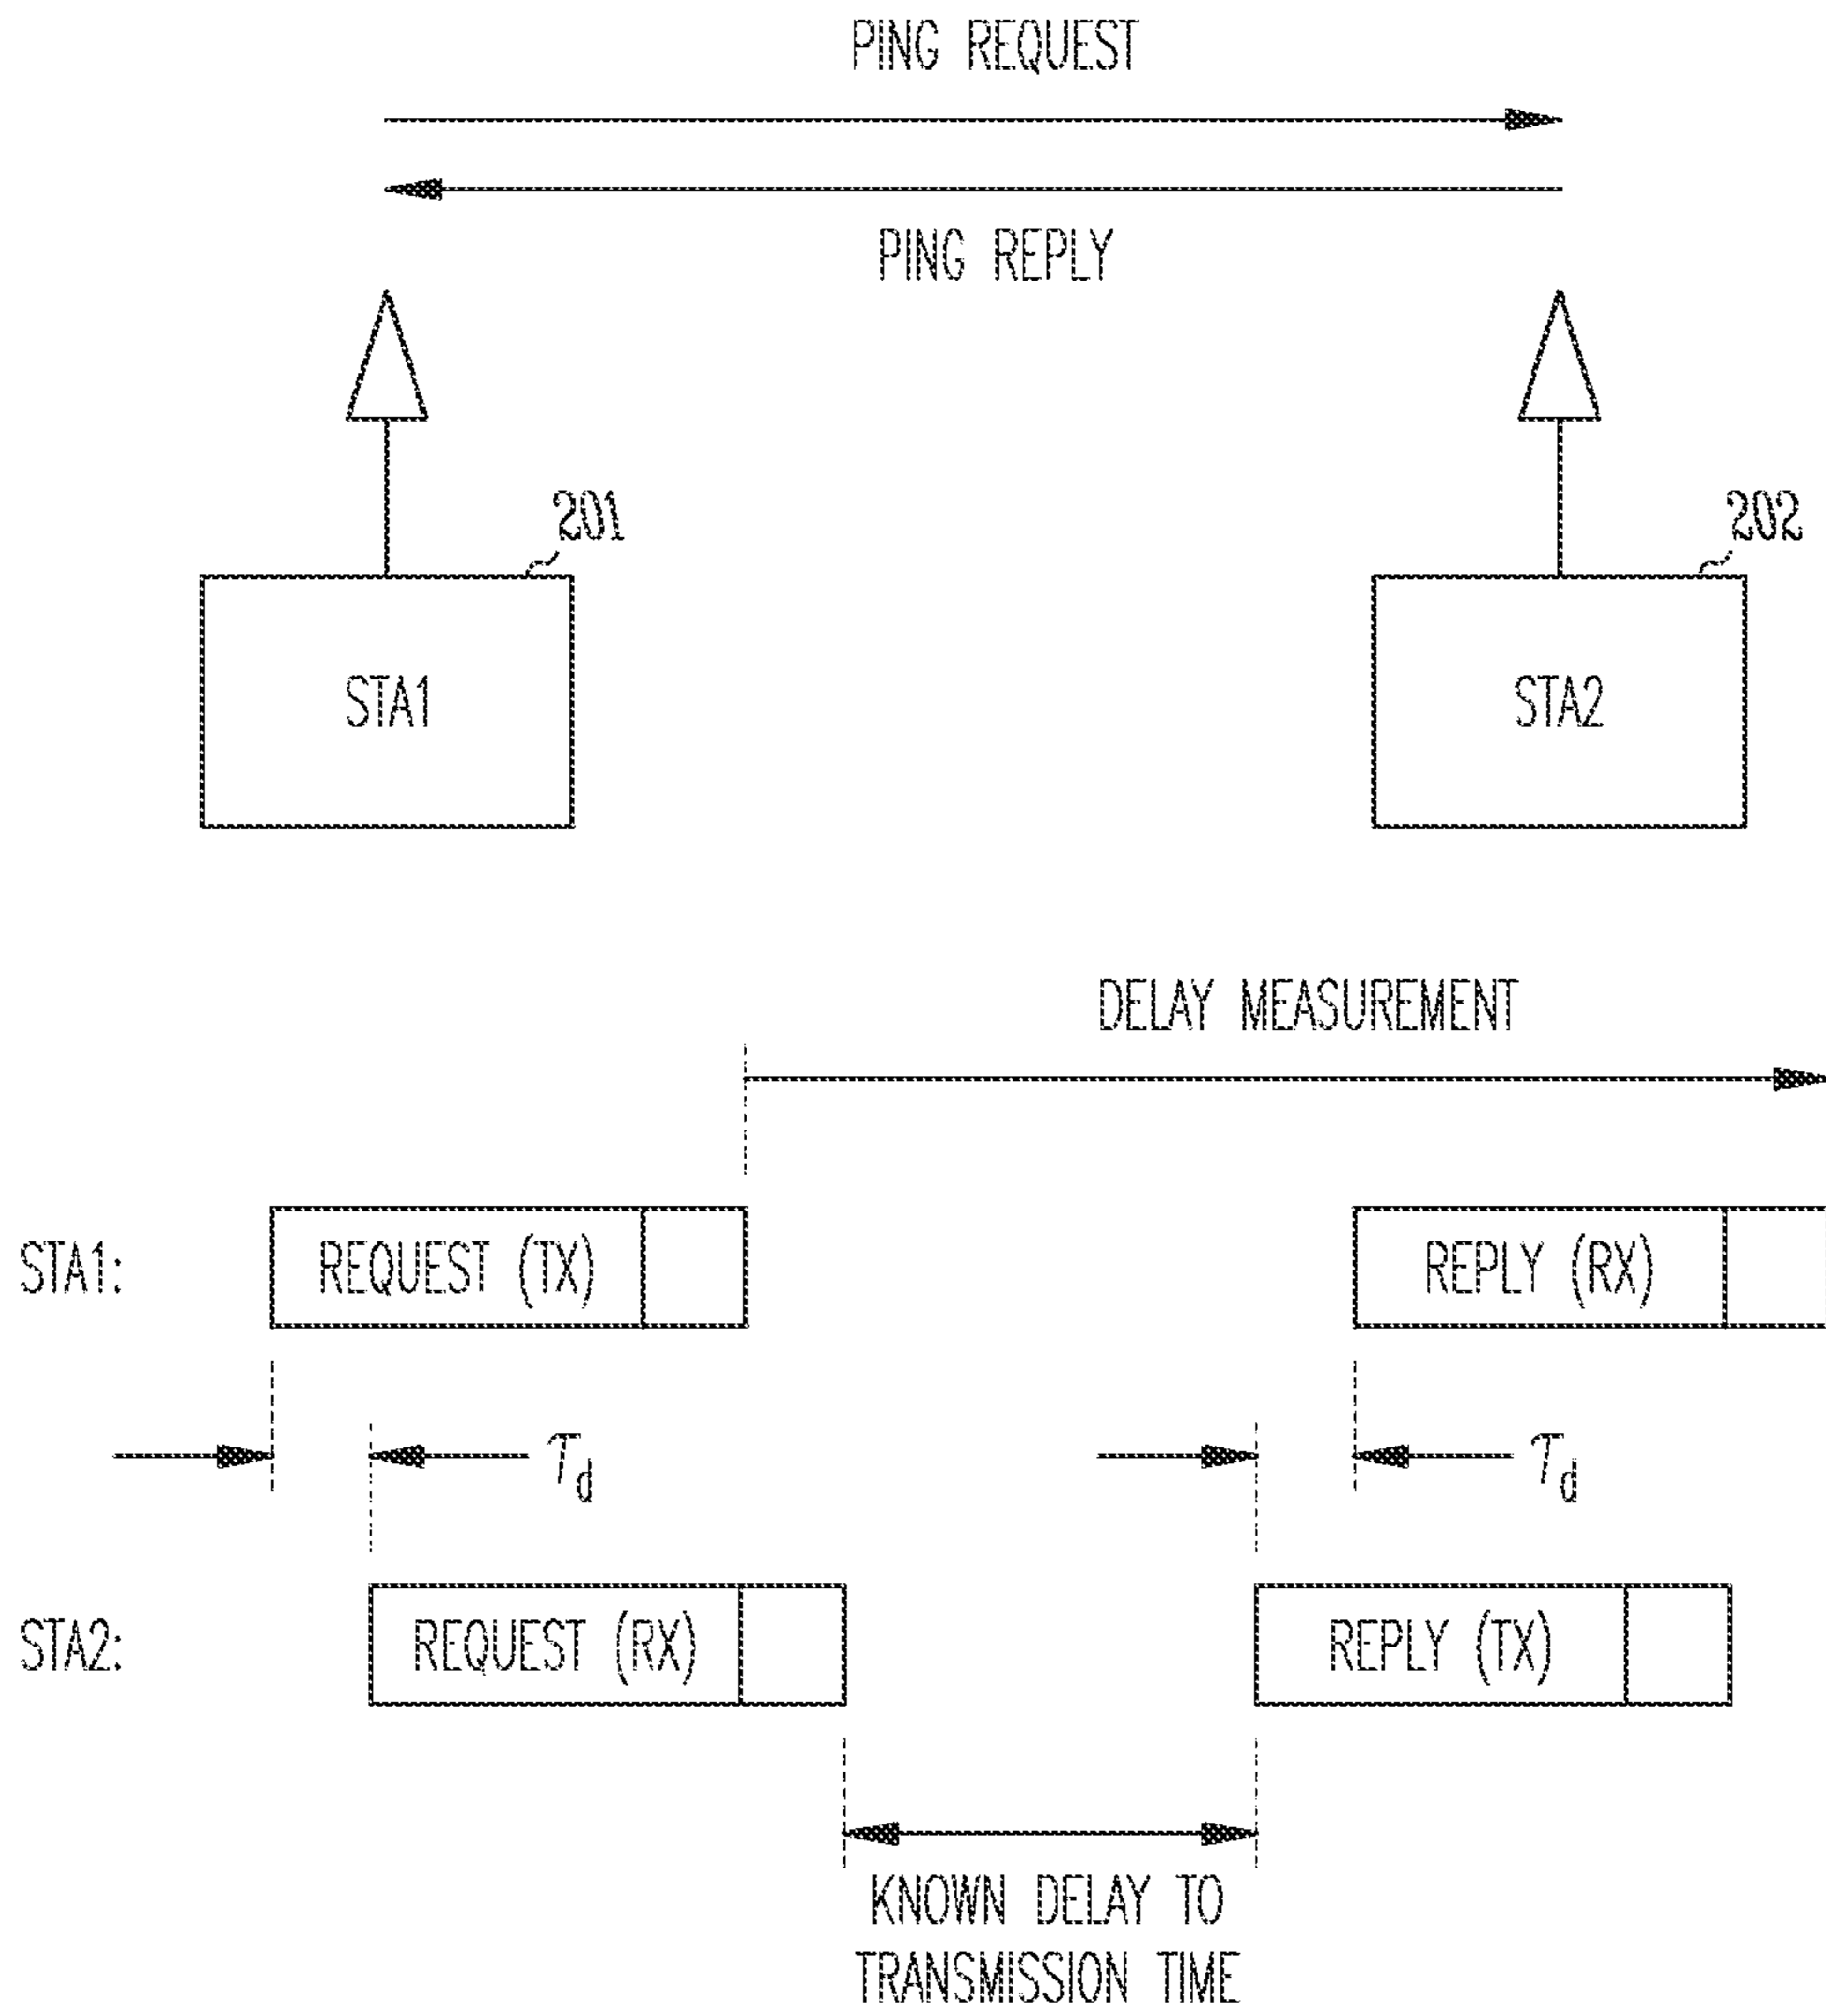 PING REQUEST
PING REPLY
201
202
STA1
STA2
DELAY MEASUREMENT
STA1:
REQUEST (TX)
REPLY (RX)
τd
τd
STA2:
REQUEST (RX)
REPLY (TX)
KNOWN DELAY TO
TRANSMISSION TIME